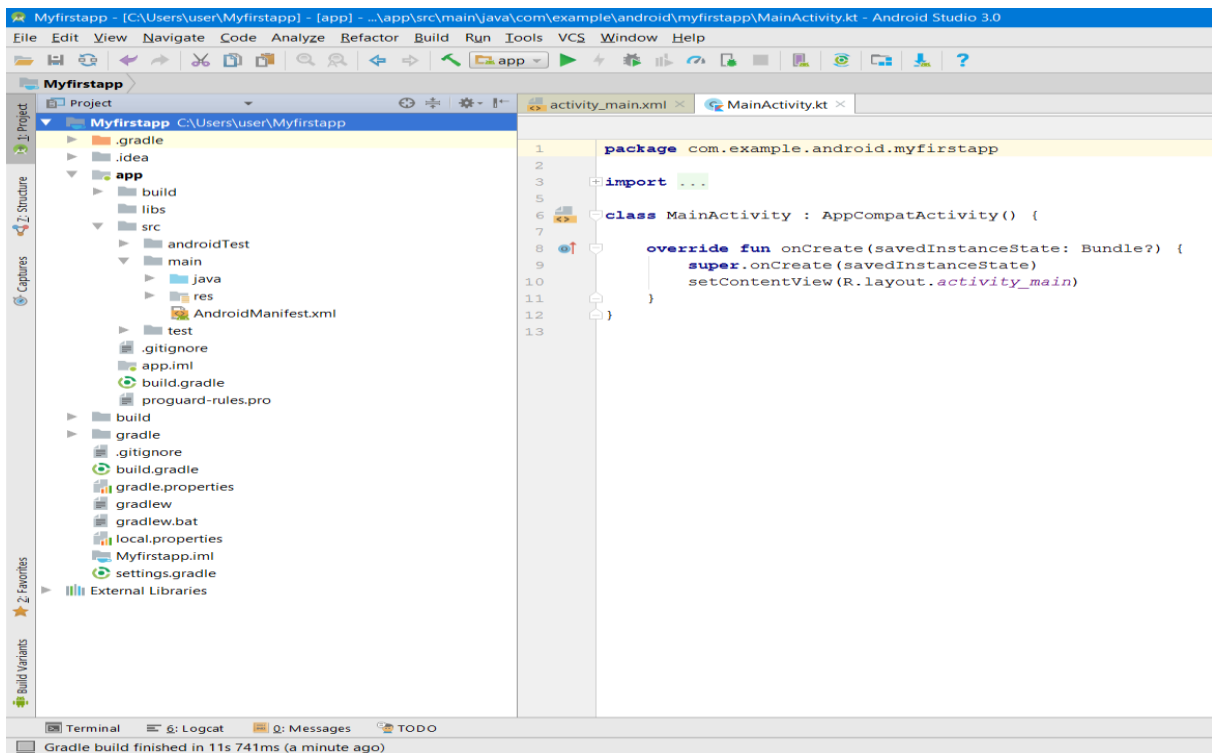 Myfirstapp - [C:\Users\user\Myfirstapp] - [app] - ...\app\src\main\java\com\example\android\myfirstapp\MainActivity.kt - Android Studio 3.0
File Edit View Navigate Code Analyze Refactor Build Run Tools VCS Window Help
app
?
Myfirstapp
Project
activity_main.xml
MainActivity.kt
1: Project
Z: Structure
Captures
2: Favorites
Build Variants
Myfirstapp C:\Users\user\Myfirstapp
.gradle
.idea
app
build
libs
src
androidTest
main
java
res
AndroidManifest.xml
test
.gitignore
app.iml
build.gradle
proguard-rules.pro
build
gradle
.gitignore
build.gradle
gradle.properties
gradlew
gradlew.bat
local.properties
Myfirstapp.iml
settings.gradle
External Libraries
1 package com.example.android.myfirstapp
2
3 import ...
5
6 class MainActivity : AppCompatActivity() {
7
8 override fun onCreate(savedInstanceState: Bundle?) {
9 super.onCreate(savedInstanceState)
10 setContentView(R.layout.activity_main)
11 }
12 }
13
Terminal 6: Logcat 0: Messages TODO
Gradle build finished in 11s 741ms (a minute ago)